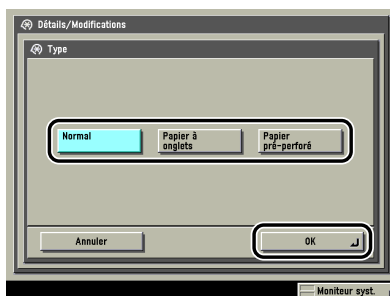 Détails/Modifications
Type
Normal
Papier à
onglets
Papier
pré-perforé
Annuler
OK
Moniteur syst.